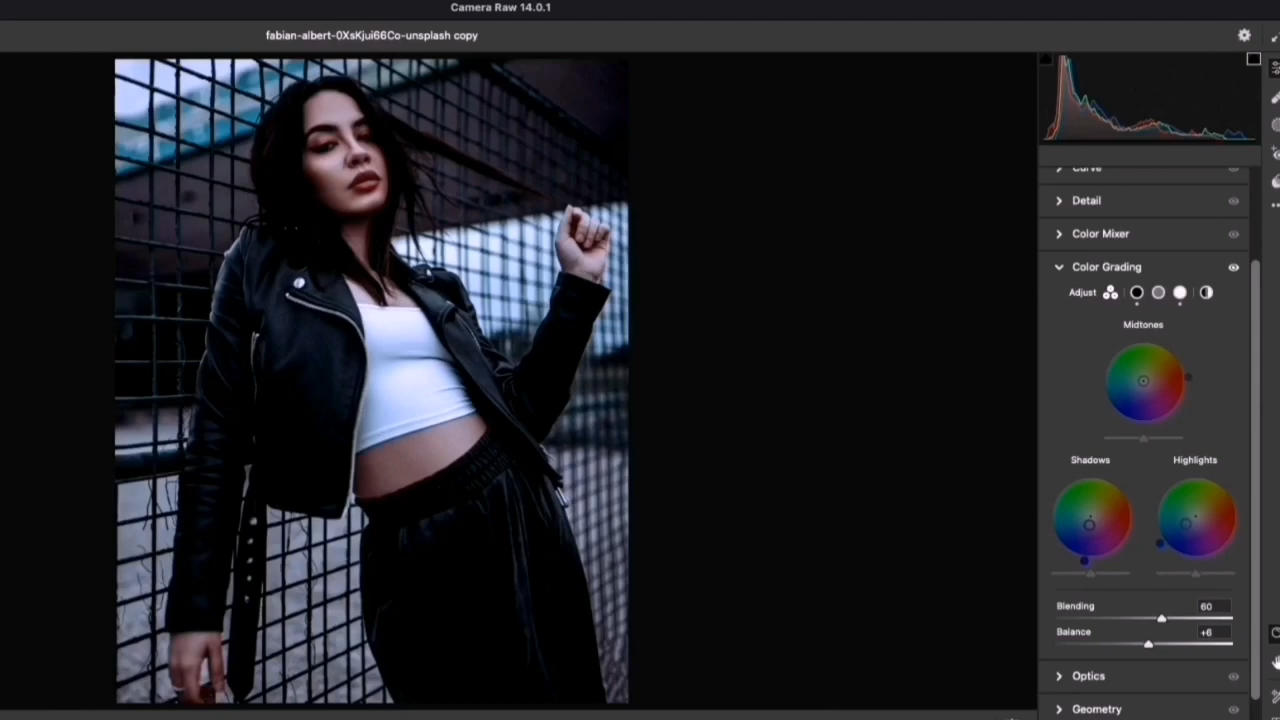 Camera Raw 14.0.1
fabian-albert-0XsKjui66Co-unsplash copy
Curve
Detail
Color Mixer
Color Grading
Adjust
Midtones
Shadows
Highlights
Blending
60
Balance
+6
Optics
Geometry